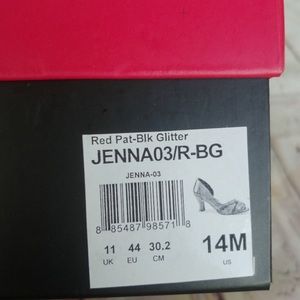 Red Pat-Blk Glitter
JENNA03/R-BG
JENNA-03
8 85487 98571 8
11 44 30.2 14M
UK EU CM US